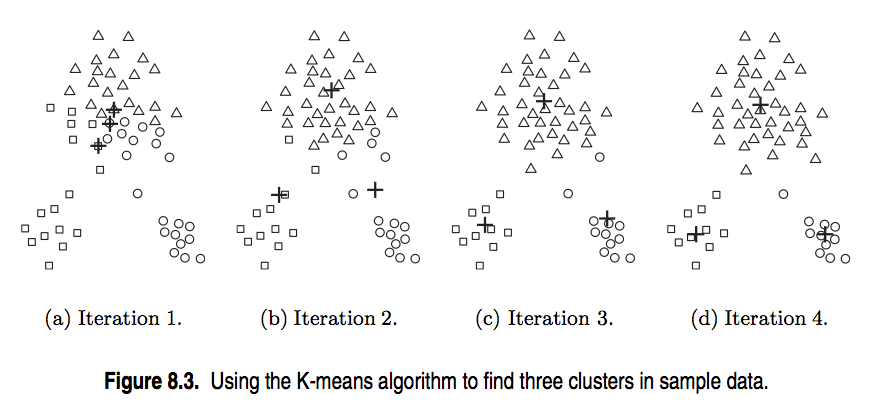 (a) Iteration 1.
(b) Iteration 2.
(c) Iteration 3.
(d) Iteration 4.
Figure 8.3. Using the K-means algorithm to find three clusters in sample data.